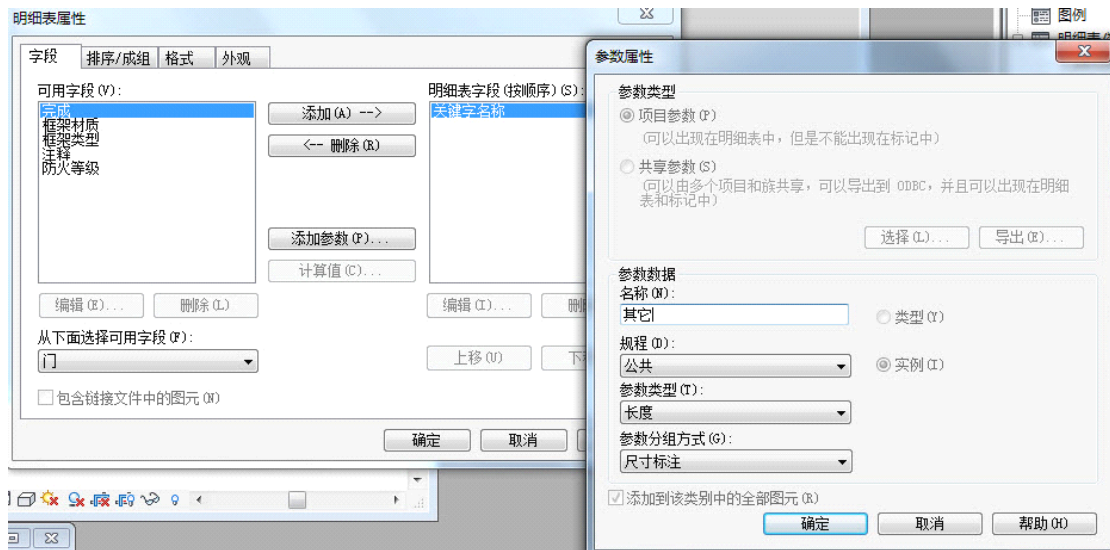 明细表属性
图例
字段
排序/成组
格式
外观
可用字段(V):
完成
框架材质
框架类型
注释
防火等级
添加(A) -->
<-- 删除(R)
添加参数(P)...
计算值(C)...
明细表字段(按顺序)(S):
关键字名称
编辑(E)...
删除(L)
编辑(I)...
从下面选择可用字段(F):
门
上移(U)
包含链接文件中的图元(N)
确定
取消
参数属性
参数类型
项目参数(P)
(可以出现在明细表中，但是不能出现在标记中)
共享参数(S)
(可以由多个项目和族共享，可以导出到 ODBC，并且可以出现在明细
表和标记中)
选择(L)...
导出(E)...
参数数据
名称(N):
其它
类型(Y)
规程(D):
公共
实例(I)
参数类型(T):
长度
参数分组方式(G):
尺寸标注
添加到该类别中的全部图元(R)
确定
取消
帮助(H)